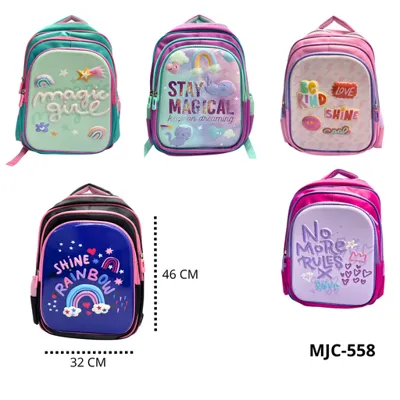 magic
girl
STAY
MAGICAL
keep on dreaming
BE
KIND
LOVE
SHINE
SHINE
RAINBOW
46 CM
32 CM
NO
MORE
RULES
X
MJC-558